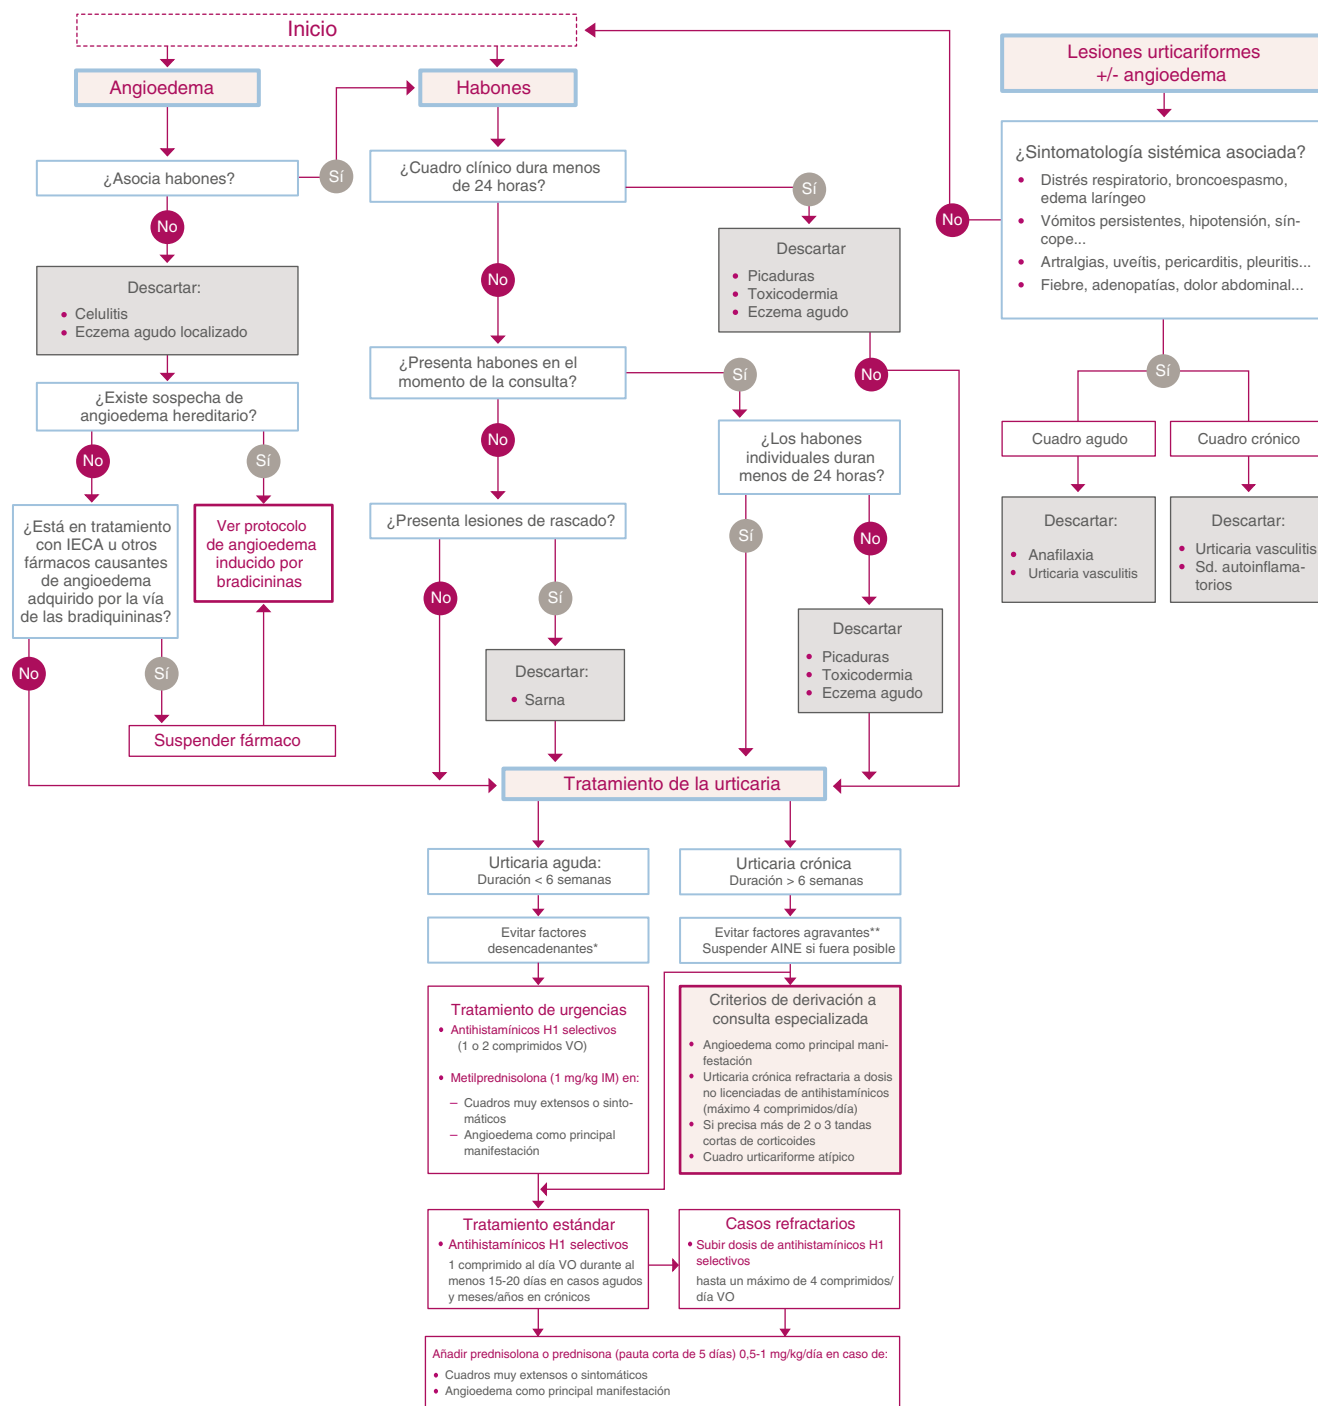 Inicio
Angioedema
Habones
Lesiones urticariformes
+/- angioedema
¿Asocia habones?
Sí
No
Descartar:
• Celulitis
• Eczema agudo localizado
¿Existe sospecha de
angioedema hereditario?
No
Sí
¿Está en tratamiento
con IECA u otros
fármacos causantes
de angioedema
adquirido por la vía
de las bradiquininas?
Ver protocolo
de angioedema
inducido por
bradicininas
No
Sí
Suspender fármaco
¿Cuadro clínico dura menos
de 24 horas?
Sí
No
Descartar
• Picaduras
• Toxicodermia
• Eczema agudo
No
¿Presenta habones en el
momento de la consulta?
Sí
No
¿Los habones
individuales duran
menos de 24 horas?
Sí
No
¿Presenta lesiones de rascado?
No
Sí
Descartar:
• Sarna
Descartar
• Picaduras
• Toxicodermia
• Eczema agudo
¿Sintomatología sistémica asociada?
• Distrés respiratorio, broncoespasmo,
edema laríngeo
• Vómitos persistentes, hipotensión, sín-
cope...
• Artralgias, uveítis, pericarditis, pleuritis...
• Fiebre, adenopatías, dolor abdominal...
No
Sí
Cuadro agudo
Cuadro crónico
Descartar:
• Anafilaxia
• Urticaria vasculitis
Descartar:
• Urticaria vasculitis
• Sd. autoinflama-
torios
Tratamiento de la urticaria
Urticaria aguda:
Duración < 6 semanas
Urticaria crónica
Duración > 6 semanas
Evitar factores
desencadenantes*
Evitar factores agravantes**
Suspender AINE si fuera posible
Tratamiento de urgencias
• Antihistamínicos H1 selectivos
(1 o 2 comprimidos VO)
• Metilprednisolona (1 mg/kg IM) en:
– Cuadros muy extensos o sinto-
máticos
– Angioedema como principal
manifestación
Criterios de derivación a
consulta especializada
• Angioedema como principal mani-
festación
• Urticaria crónica refractaria a dosis
no licenciadas de antihistamínicos
(máximo 4 comprimidos/día)
• Si precisa más de 2 o 3 tandas
cortas de corticoides
• Cuadro urticariforme atípico
Tratamiento estándar
• Antihistamínicos H1 selectivos
1 comprimido al día VO durante al
menos 15-20 días en casos agudos
y meses/años en crónicos
Casos refractarios
• Subir dosis de antihistamínicos H1
selectivos
hasta un máximo de 4 comprimidos/
día VO
Añadir prednisolona o prednisona (pauta corta de 5 días) 0,5-1 mg/kg/día en caso de:
• Cuadros muy extensos o sintomáticos
• Angioedema como principal manifestación